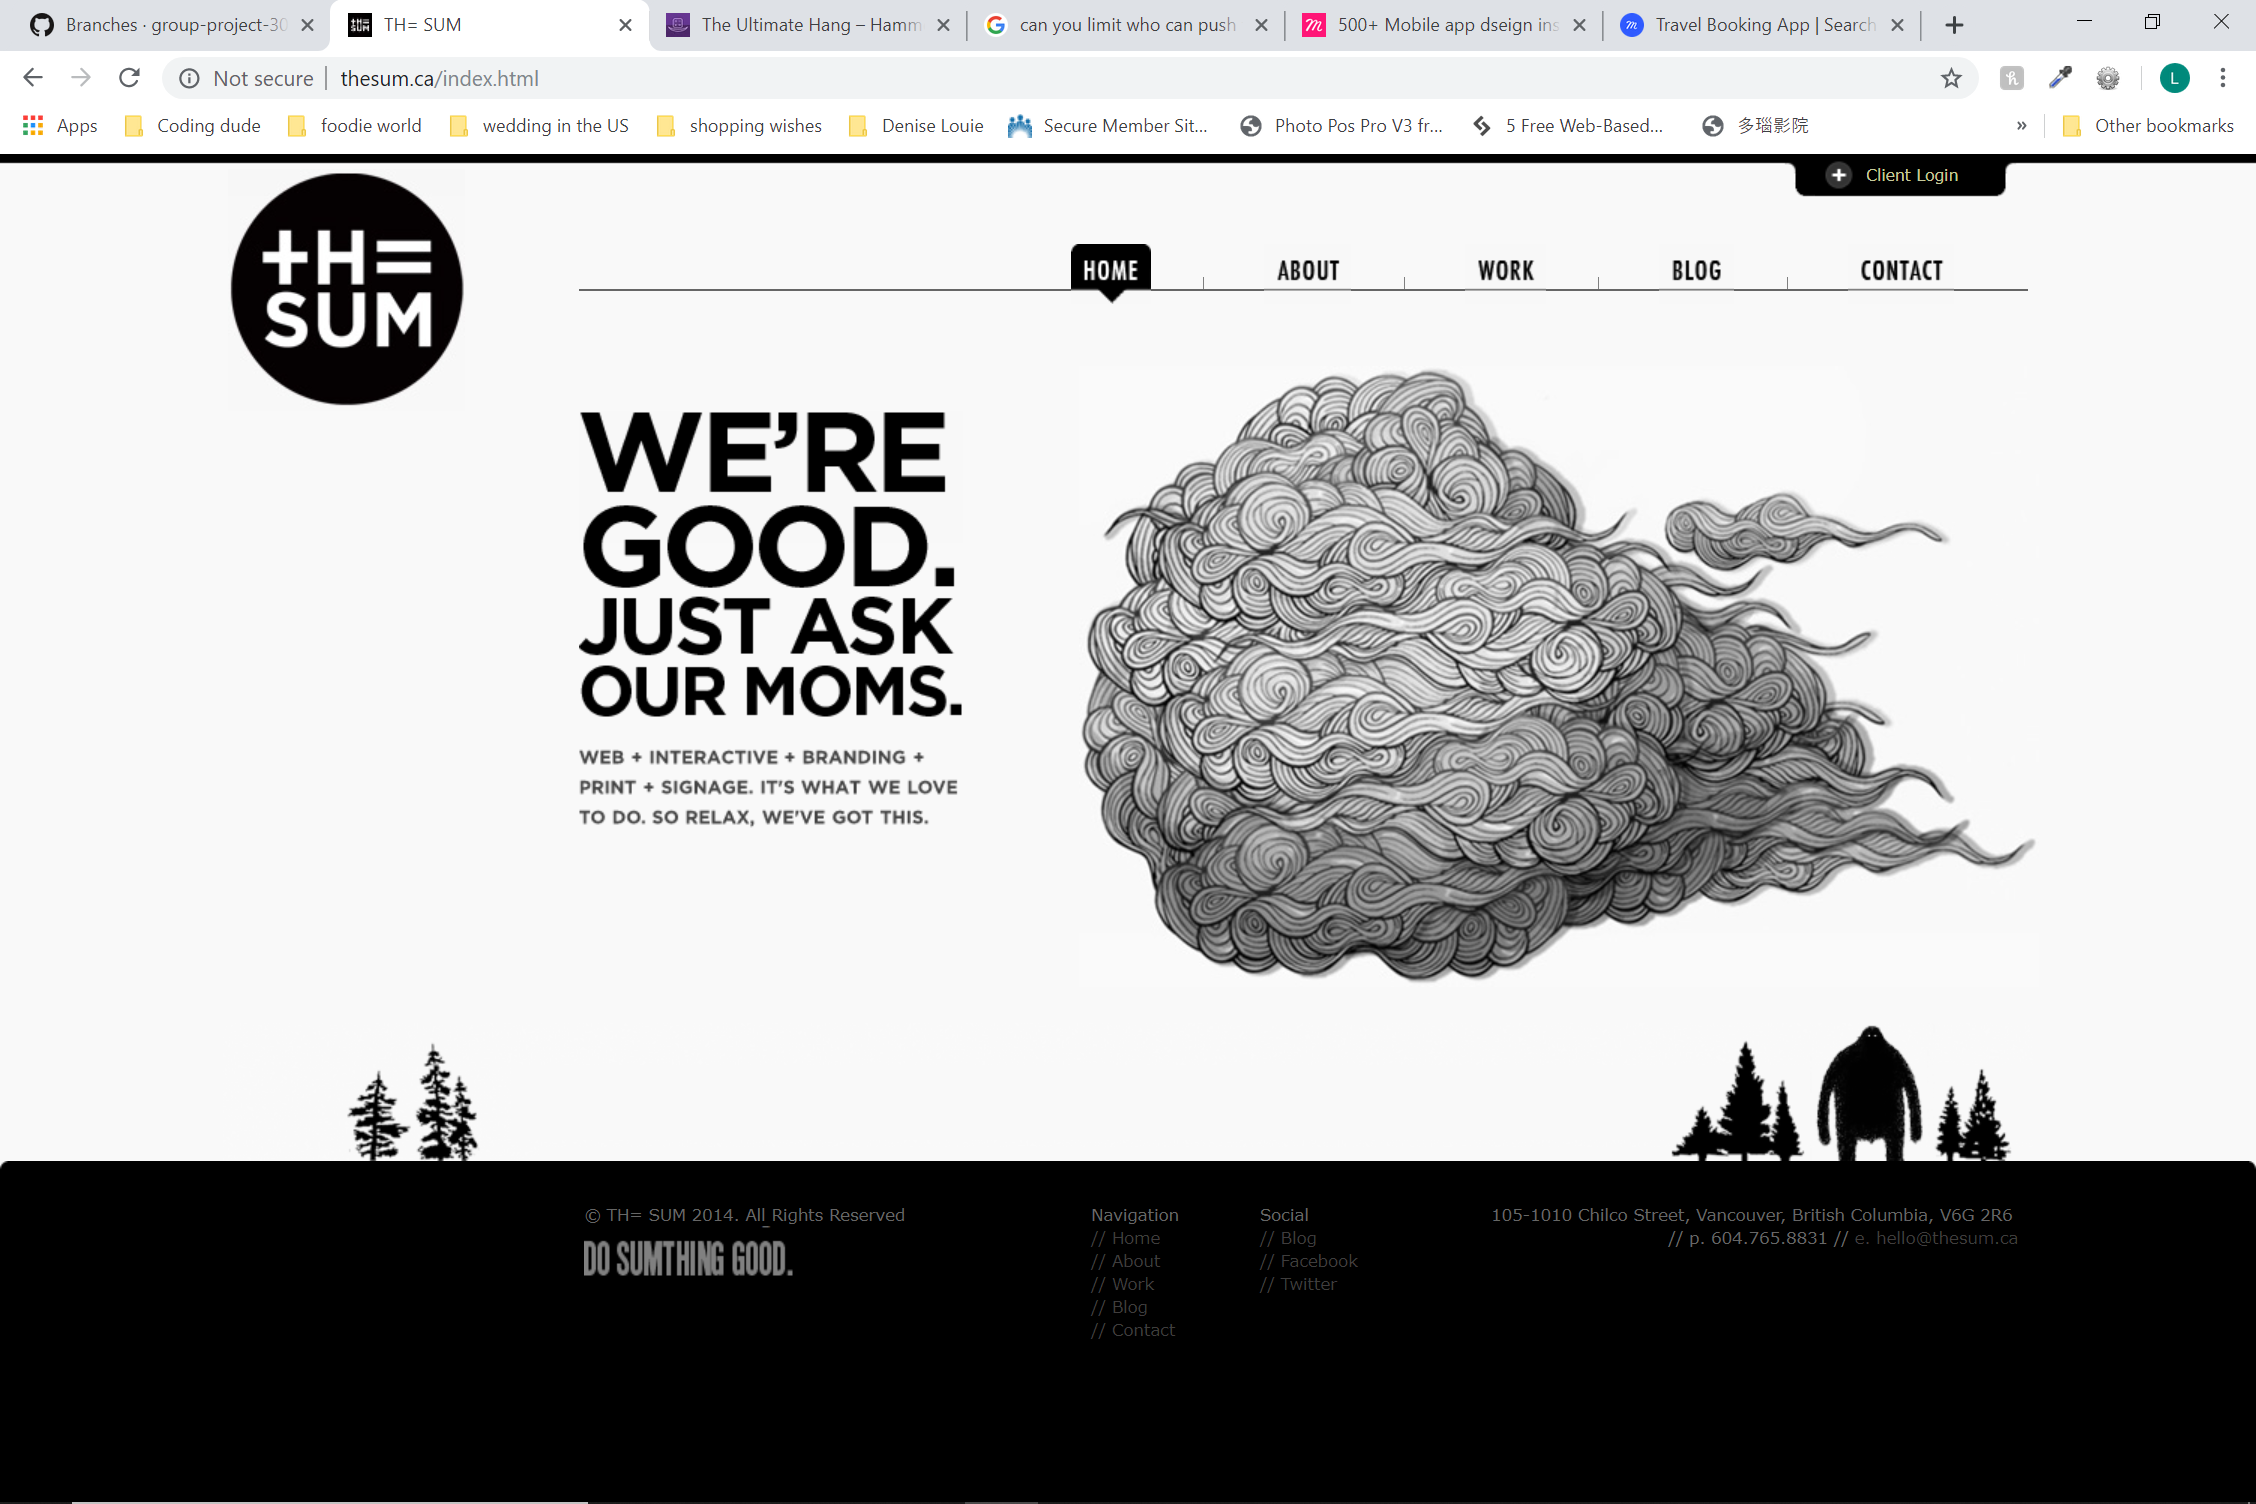 Branches · group-project-30
TH= SUM
The Ultimate Hang – Hamm
can you limit who can push
500+ Mobile app dseign ins
Travel Booking App | Search
Not secure
thesum.ca/index.html
L
Apps
Coding dude
foodie world
wedding in the US
shopping wishes
Denise Louie
Secure Member Sit...
Photo Pos Pro V3 fr...
5 Free Web-Based...
多瑙影院
»
Other bookmarks
Client Login
+H=
SUM
HOME
ABOUT
WORK
BLOG
CONTACT
WE'RE
GOOD.
JUST ASK
OUR MOMS.
WEB + INTERACTIVE + BRANDING +
PRINT + SIGNAGE. IT'S WHAT WE LOVE
TO DO. SO RELAX, WE'VE GOT THIS.
© TH= SUM 2014. All Rights Reserved
DO SUMTHING GOOD.
Navigation
// Home
// About
// Work
// Blog
// Contact
Social
// Blog
// Facebook
// Twitter
105-1010 Chilco Street, Vancouver, British Columbia, V6G 2R6
// p. 604.765.8831 // e. hello@thesum.ca